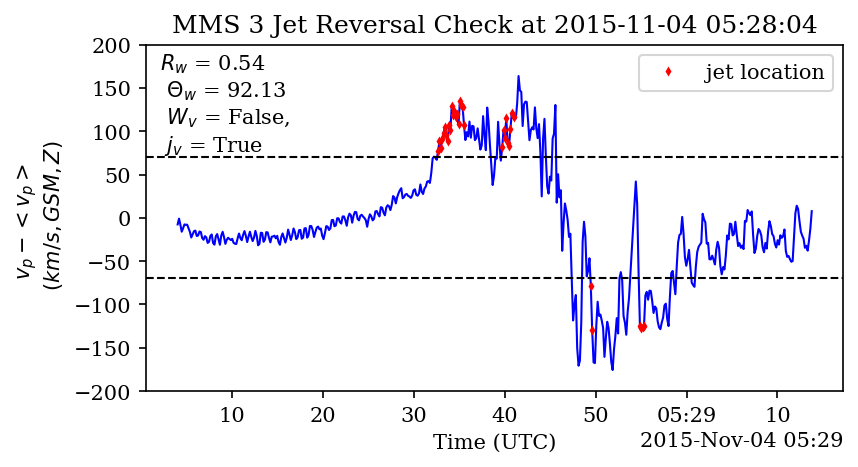 MMS 3 Jet Reversal Check at 2015-11-04 05:28:04
R_w = 0.54
Θ_w = 92.13
W_v = False,
j_v = True
jet location
v_p − < v_p >
(km/s, GSM, Z)
200
150
100
50
0
−50
−100
−150
−200
10 20 30 40 50 05:29 10
Time (UTC)
2015-Nov-04 05:29